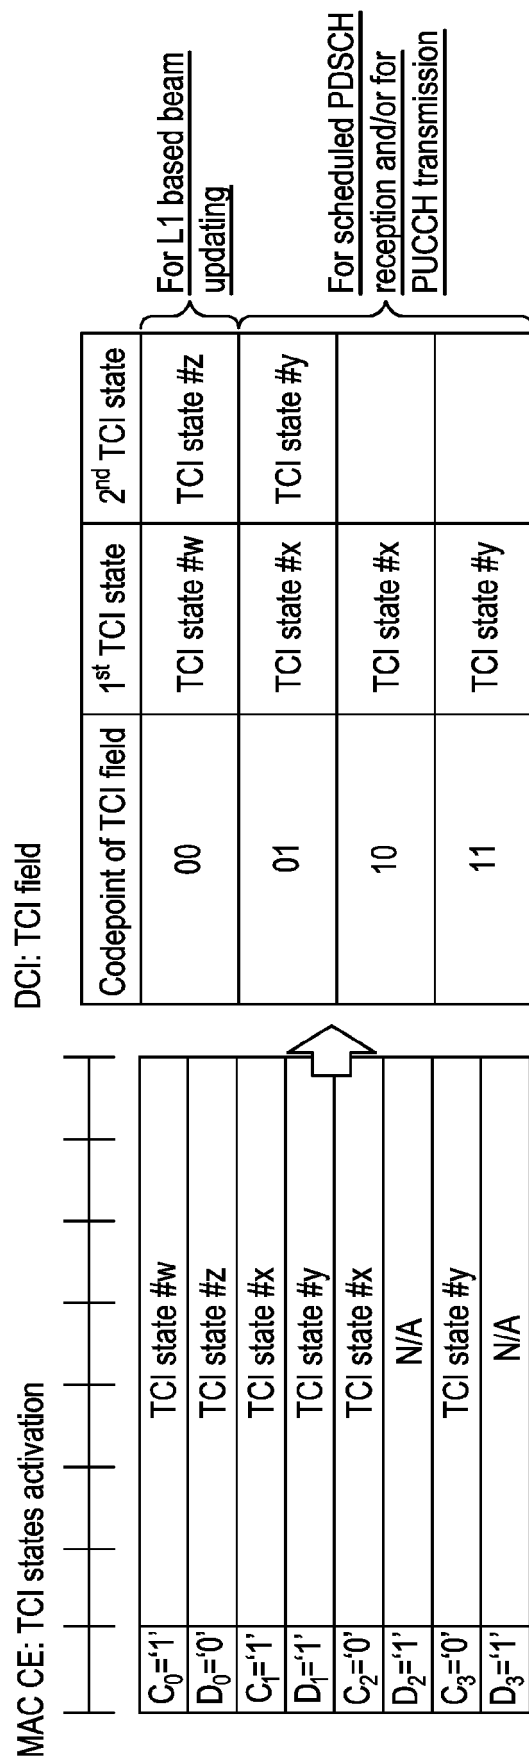 MAC CE: TCI states activation
C0='1' TCI state #w
D0='0' TCI state #z
C1='1' TCI state #x
D1='1' TCI state #y
C2='0' TCI state #x
D2='1' N/A
C3='0' TCI state #y
D3='1' N/A
DCI: TCI field
Codepoint of TCI field 1st TCI state 2nd TCI state
00 TCI state #w TCI state #z
01 TCI state #x TCI state #y
10 TCI state #x
11 TCI state #y
For L1 based beam
updating
For scheduled PDSCH
reception and/or for
PUCCH transmission